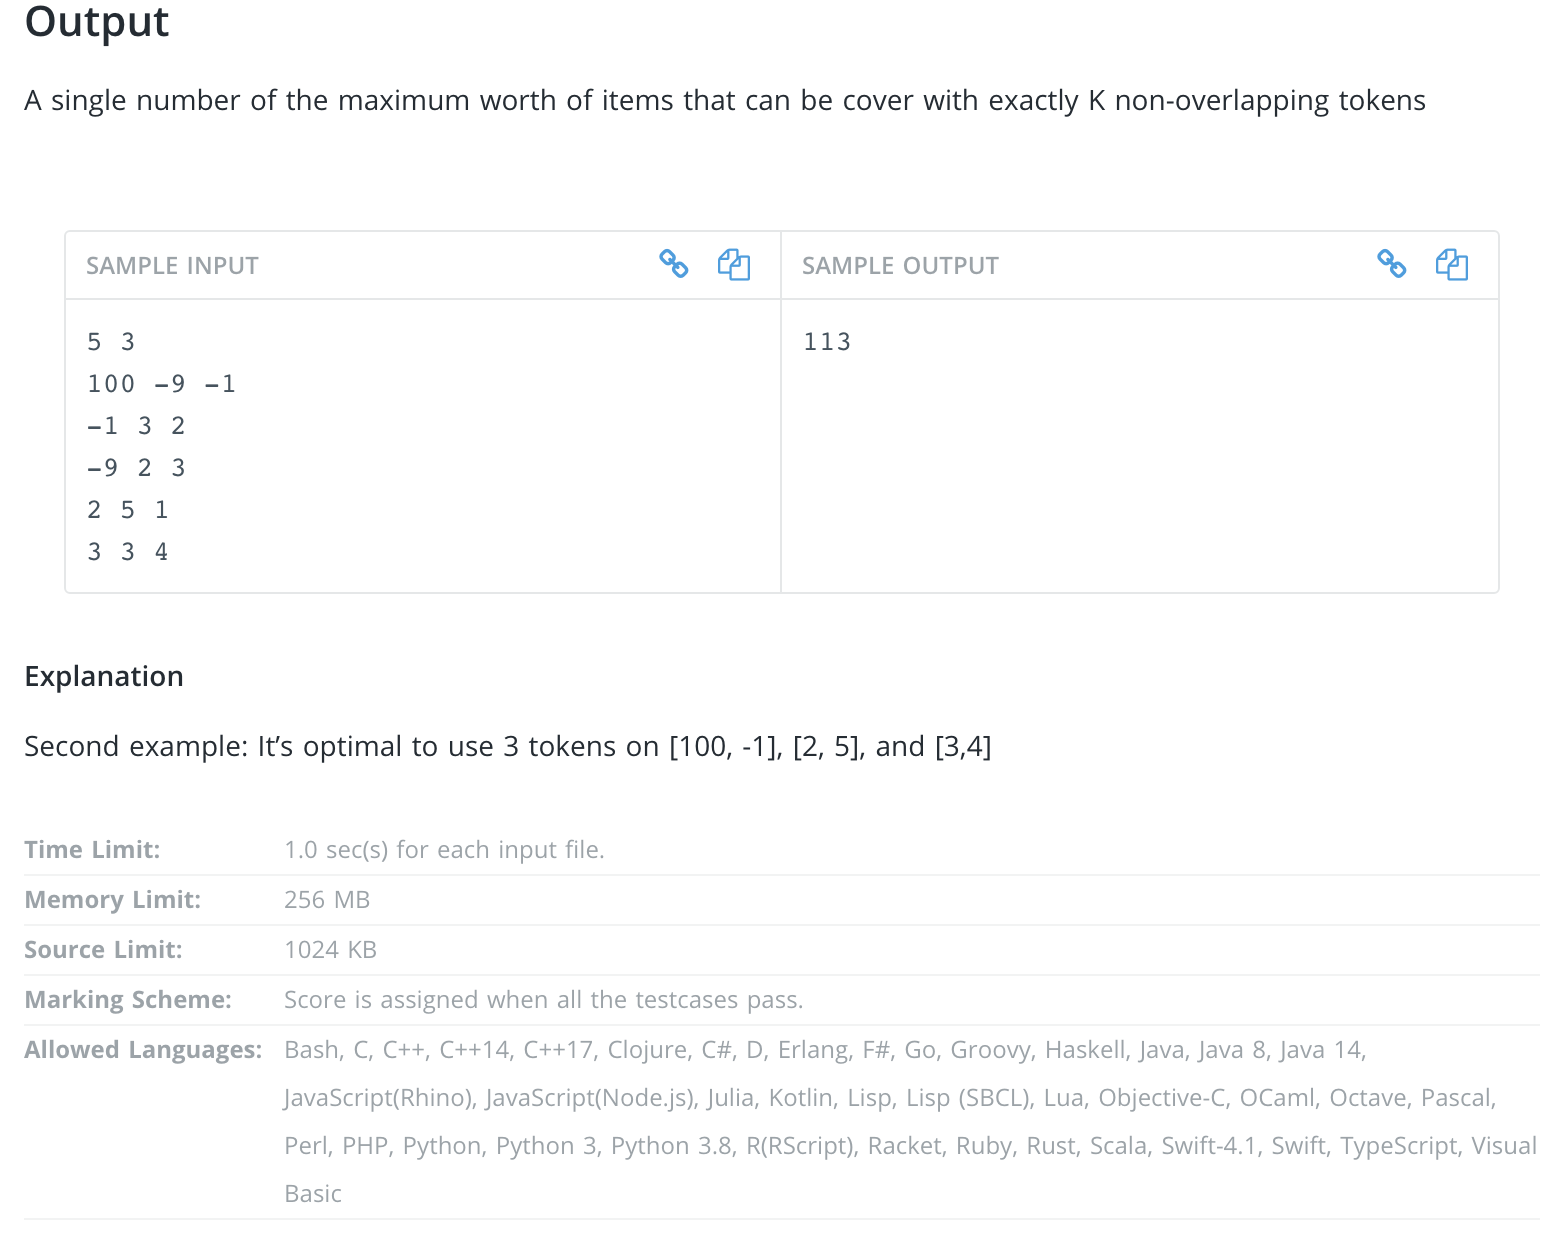 Output
A single number of the maximum worth of items that can be cover with exactly K non-overlapping tokens
SAMPLE INPUT
SAMPLE OUTPUT
5 3
100 -9 -1
-1 3 2
-9 2 3
2 5 1
3 3 4
113
Explanation
Second example: It’s optimal to use 3 tokens on [100, -1], [2, 5], and [3,4]
Time Limit: 1.0 sec(s) for each input file.
Memory Limit: 256 MB
Source Limit: 1024 KB
Marking Scheme: Score is assigned when all the testcases pass.
Allowed Languages: Bash, C, C++, C++14, C++17, Clojure, C#, D, Erlang, F#, Go, Groovy, Haskell, Java, Java 8, Java 14,
JavaScript(Rhino), JavaScript(Node.js), Julia, Kotlin, Lisp, Lisp (SBCL), Lua, Objective-C, OCaml, Octave, Pascal,
Perl, PHP, Python, Python 3, Python 3.8, R(RScript), Racket, Ruby, Rust, Scala, Swift-4.1, Swift, TypeScript, Visual
Basic